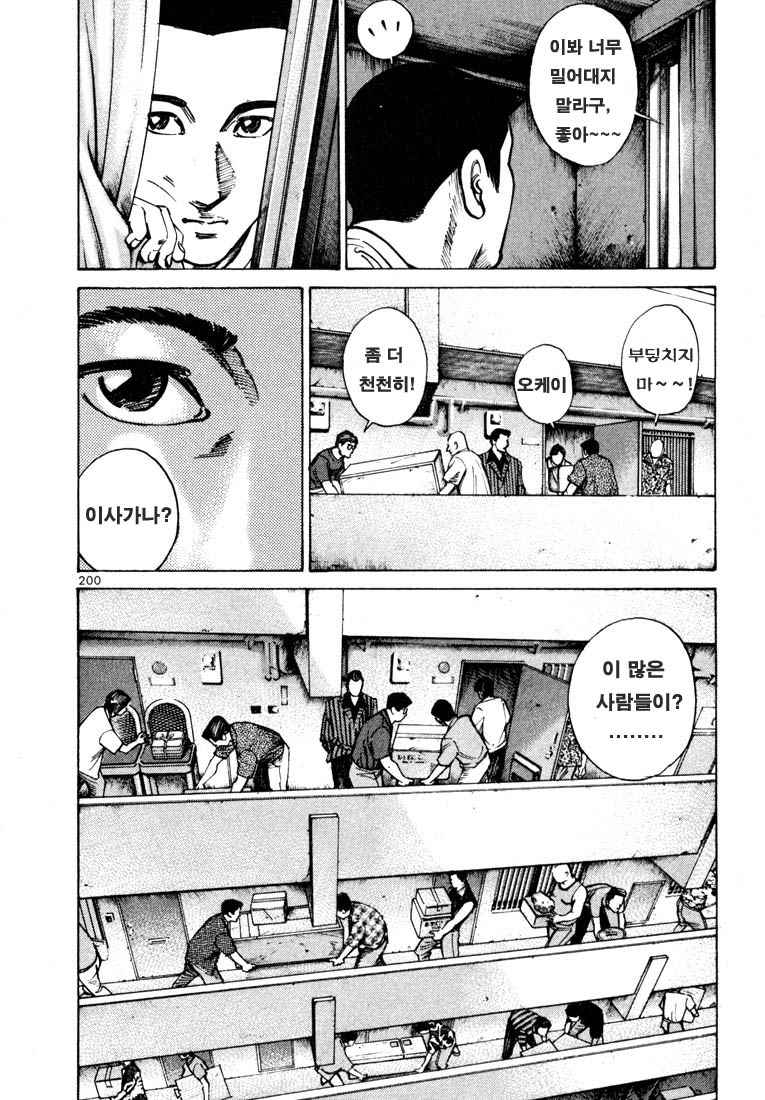 이봐 너무
밀어대지
말라구,
좋아~~~
좀 더
천천히!
오케이
부딩치지
마~~!
이사가나?
200
이 많은
사람들이?
........